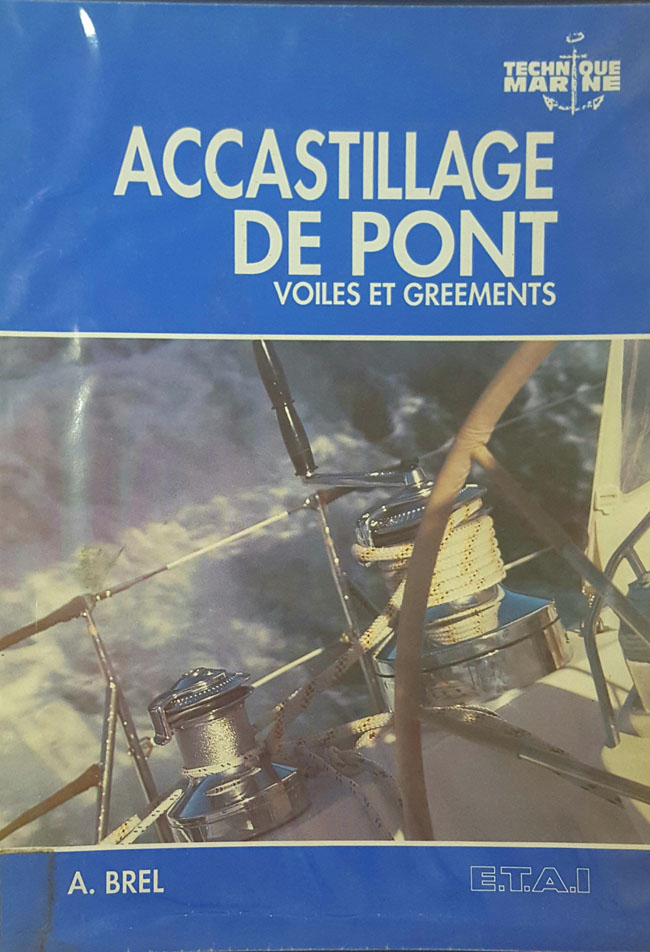 TECHNIQUE
MARINE
ACCASTILLAGE
DE PONT
VOILES ET GREEMENTS
A. BREL
E.T.A.I